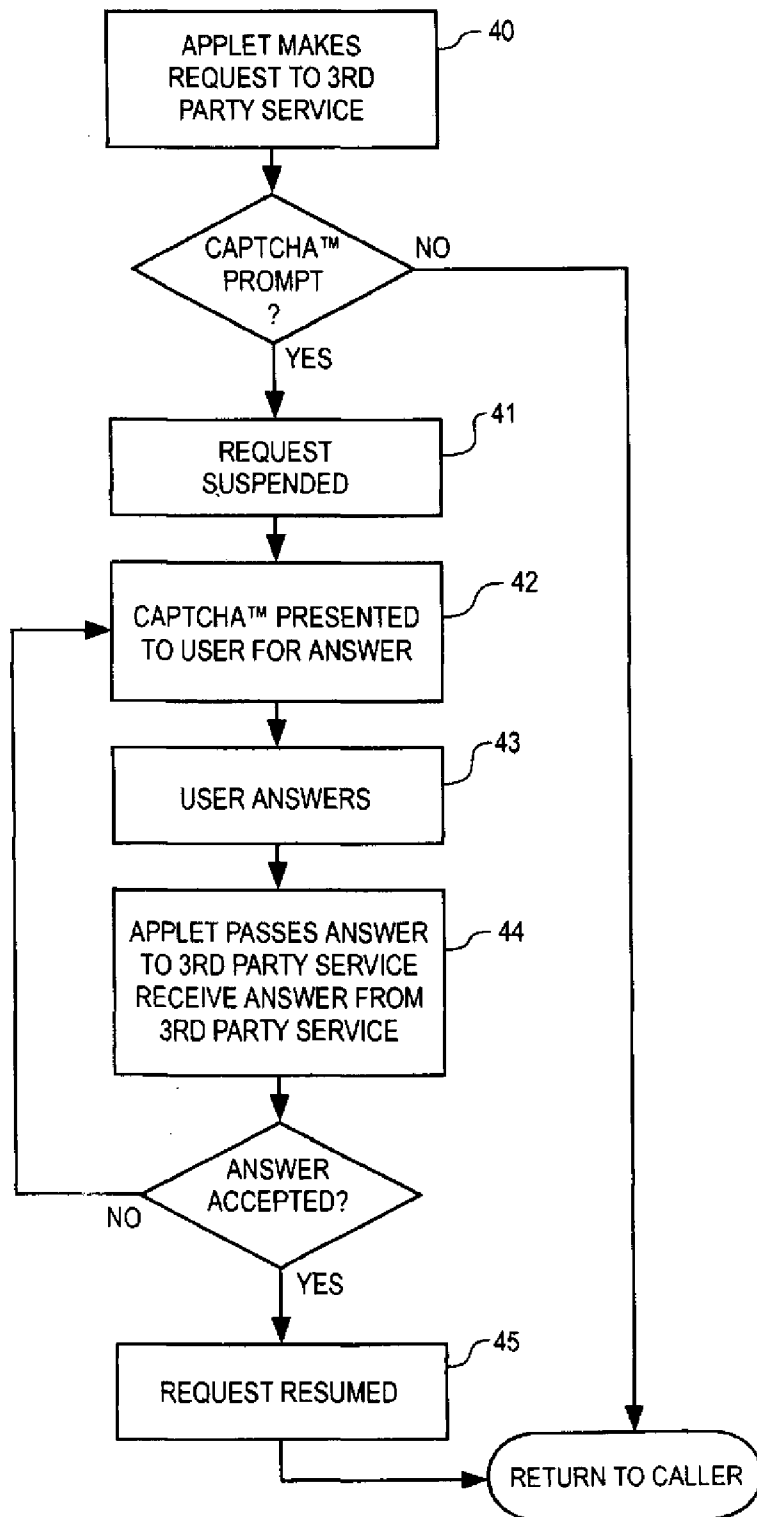 APPLET MAKES
REQUEST TO 3RD
PARTY SERVICE
40
CAPTCHA™
PROMPT
?
NO
YES
41
REQUEST
SUSPENDED
42
CAPTCHA™ PRESENTED
TO USER FOR ANSWER
43
USER ANSWERS
44
APPLET PASSES ANSWER
TO 3RD PARTY SERVICE
RECEIVE ANSWER FROM
3RD PARTY SERVICE
ANSWER
ACCEPTED?
NO
YES
45
REQUEST RESUMED
RETURN TO CALLER